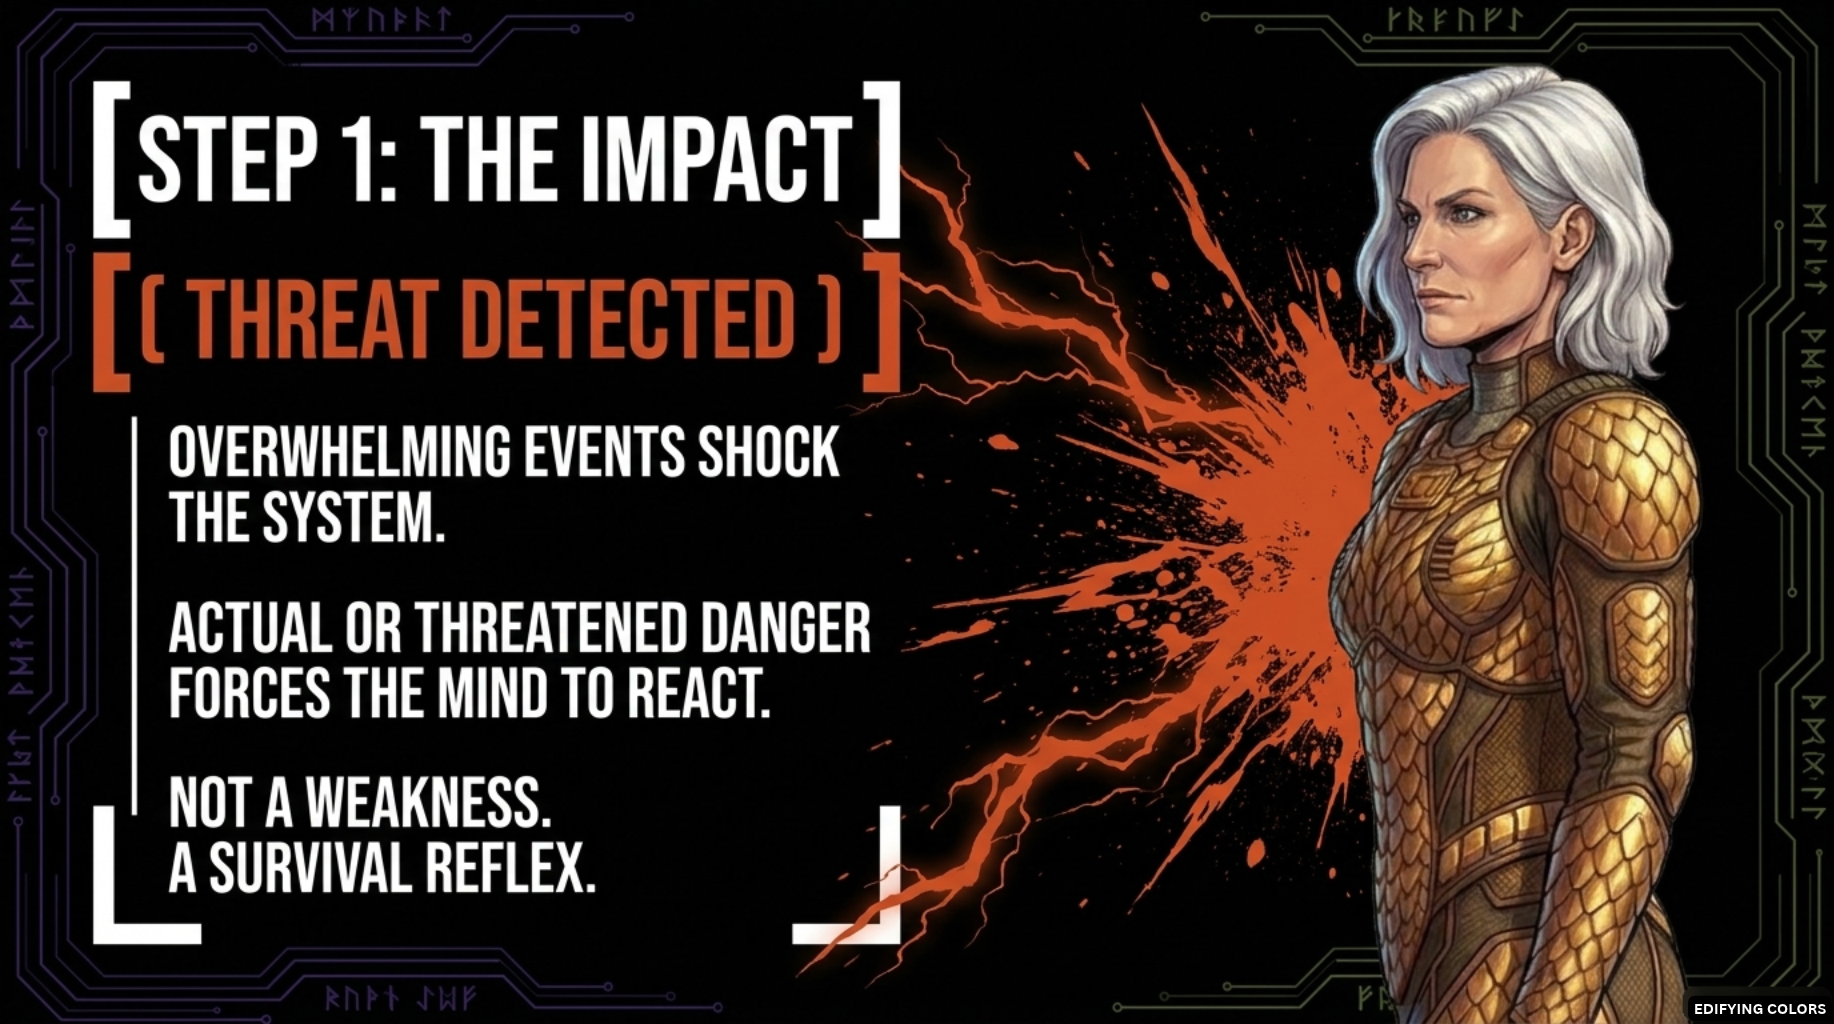 [STEP 1: THE IMPACT]
[( THREAT DETECTED )]
OVERWHELMING EVENTS SHOCK
THE SYSTEM.
ACTUAL OR THREATENED DANGER
FORCES THE MIND TO REACT.
NOT A WEAKNESS.
A SURVIVAL REFLEX.
EDIFYING COLORS